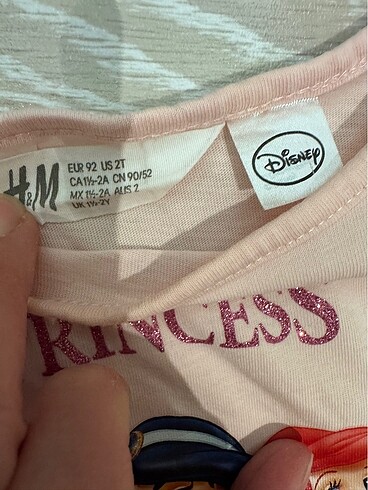 H&M
EUR 92 US 2T
CA 1½-2A CN 90/52
MX 1½-2A AUS 2
UK 1½-2Y
Disney
PRINCESS